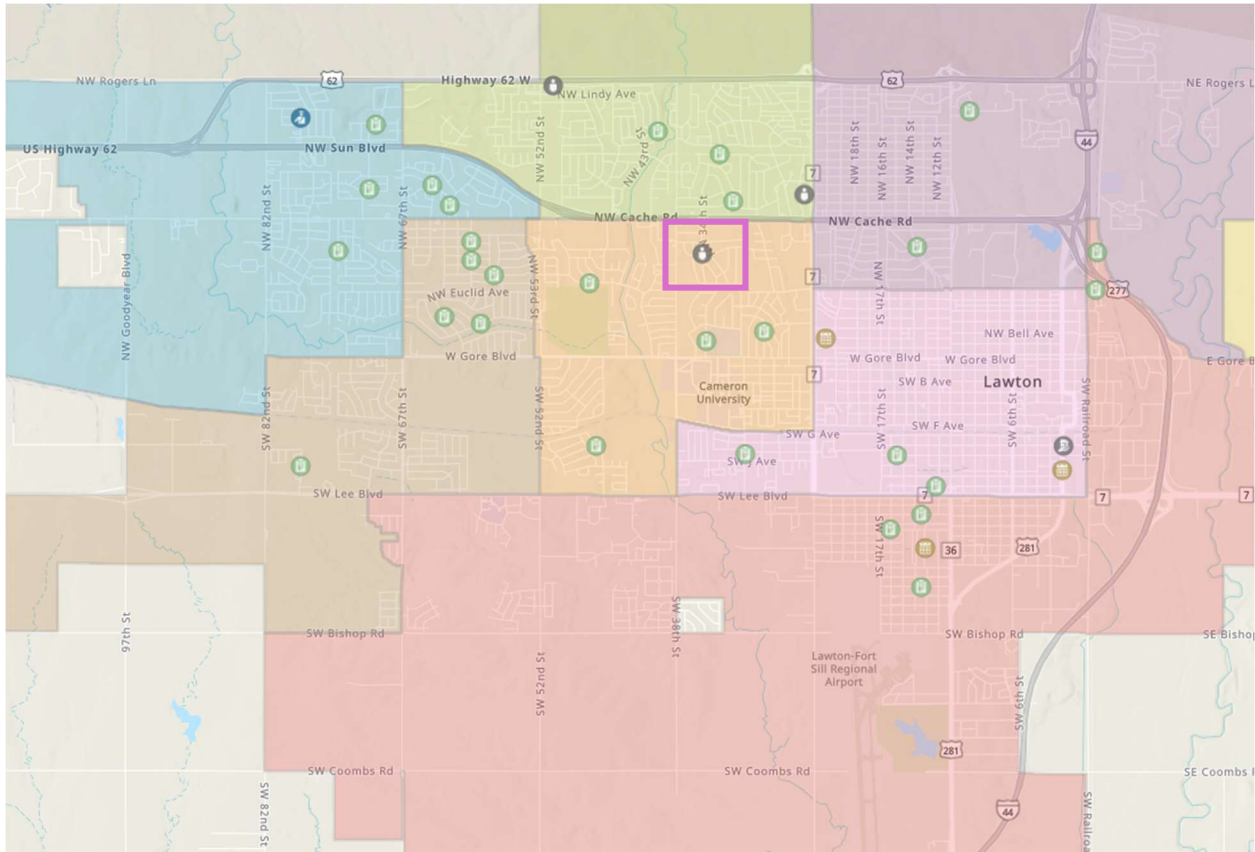 NW Rogers Ln
62
Highway 62 W
62
NE Rogers L
NW Lindy Ave
US Highway 62
NW Sun Blvd
NW 52nd St
NW 43rd St
NW 18th St
NW 16th St
NW 14th St
NW 12th St
44
7
NW 82nd St
NW 67th St
34th St
NW Cache Rd
NW Cache Rd
NW Goodyear Blvd
NW 53rd St
NW Euclid Ave
7
NW 17th St
277
NW Bell Ave
W Gore Blvd
W Gore Blvd
W Gore Blvd
E Gore B
7
Cameron
University
SW B Ave
Lawton
SW 82nd St
SW 67th St
SW 52nd St
SW 17th St
SW 6th St
SW Railroad St
SW F Ave
SW G Ave
SW J Ave
SW Lee Blvd
SW Lee Blvd
7
7
7
SW 17th St
36
281
97th St
SW Bishop Rd
SW 38th St
SW Bishop Rd
SE Bishop
SW 52nd St
Lawton-Fort
Sill Regional
Airport
SW 6th St
281
SW Coombs Rd
SW Coombs Rd
SE Coombs R
SW 82nd St
44
SW Railroa